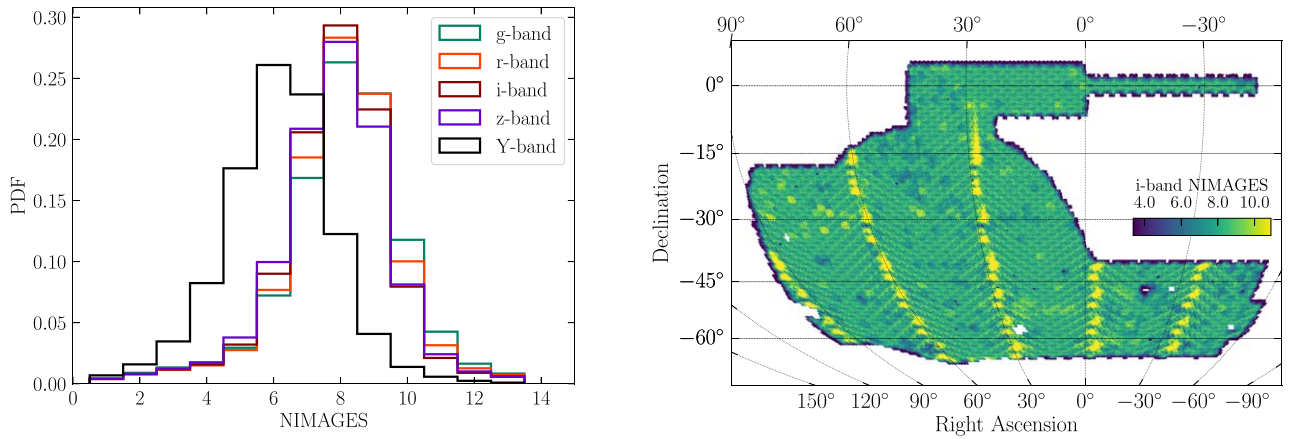 0.30
0.25
0.20
0.15
0.10
0.05
0.00
PDF
0 2 4 6 8 10 12 14
NIMAGES
g-band
r-band
i-band
z-band
Y-band
90° 60° 30° 0° −30°
0°
−15°
−30°
−45°
−60°
Declination
i-band NIMAGES
4.0 6.0 8.0 10.0
150° 120° 90° 60° 30° 0° −30° −60° −90°
Right Ascension